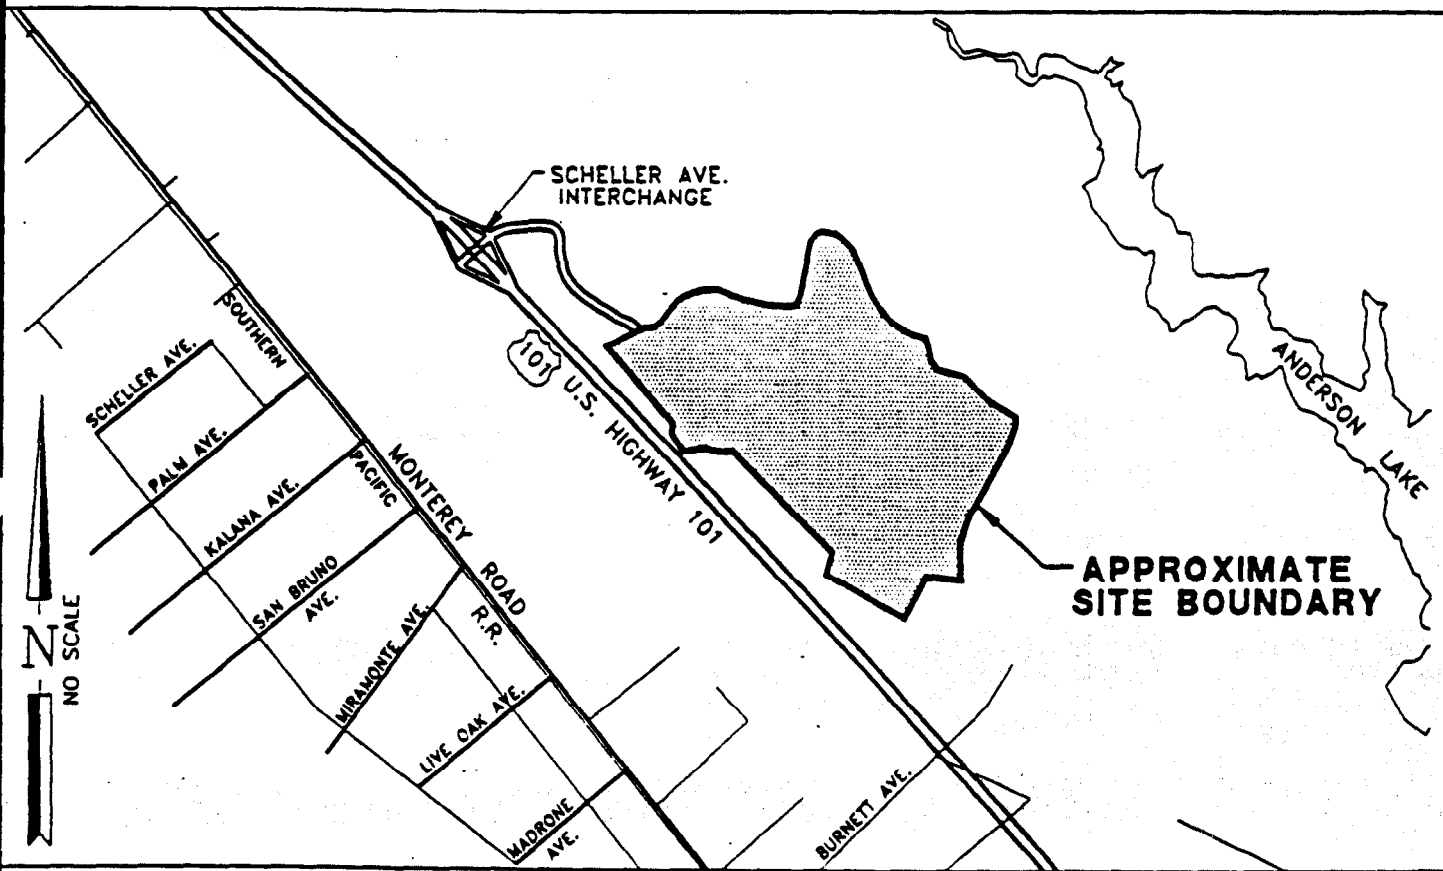 SCHELLER AVE.
INTERCHANGE
SOUTHERN
SCHELLER AVE.
101
U.S. HIGHWAY 101
ANDERSON LAKE
PALM AVE.
MONTEREY ROAD
PACIFIC
R.R.
KALANA AVE.
APPROXIMATE
SITE BOUNDARY
SAN BRUNO
AVE.
N
NO SCALE
MIRAMONTE AVE.
LIVE OAK AVE.
MADRONE
AVE.
BURNETT AVE.